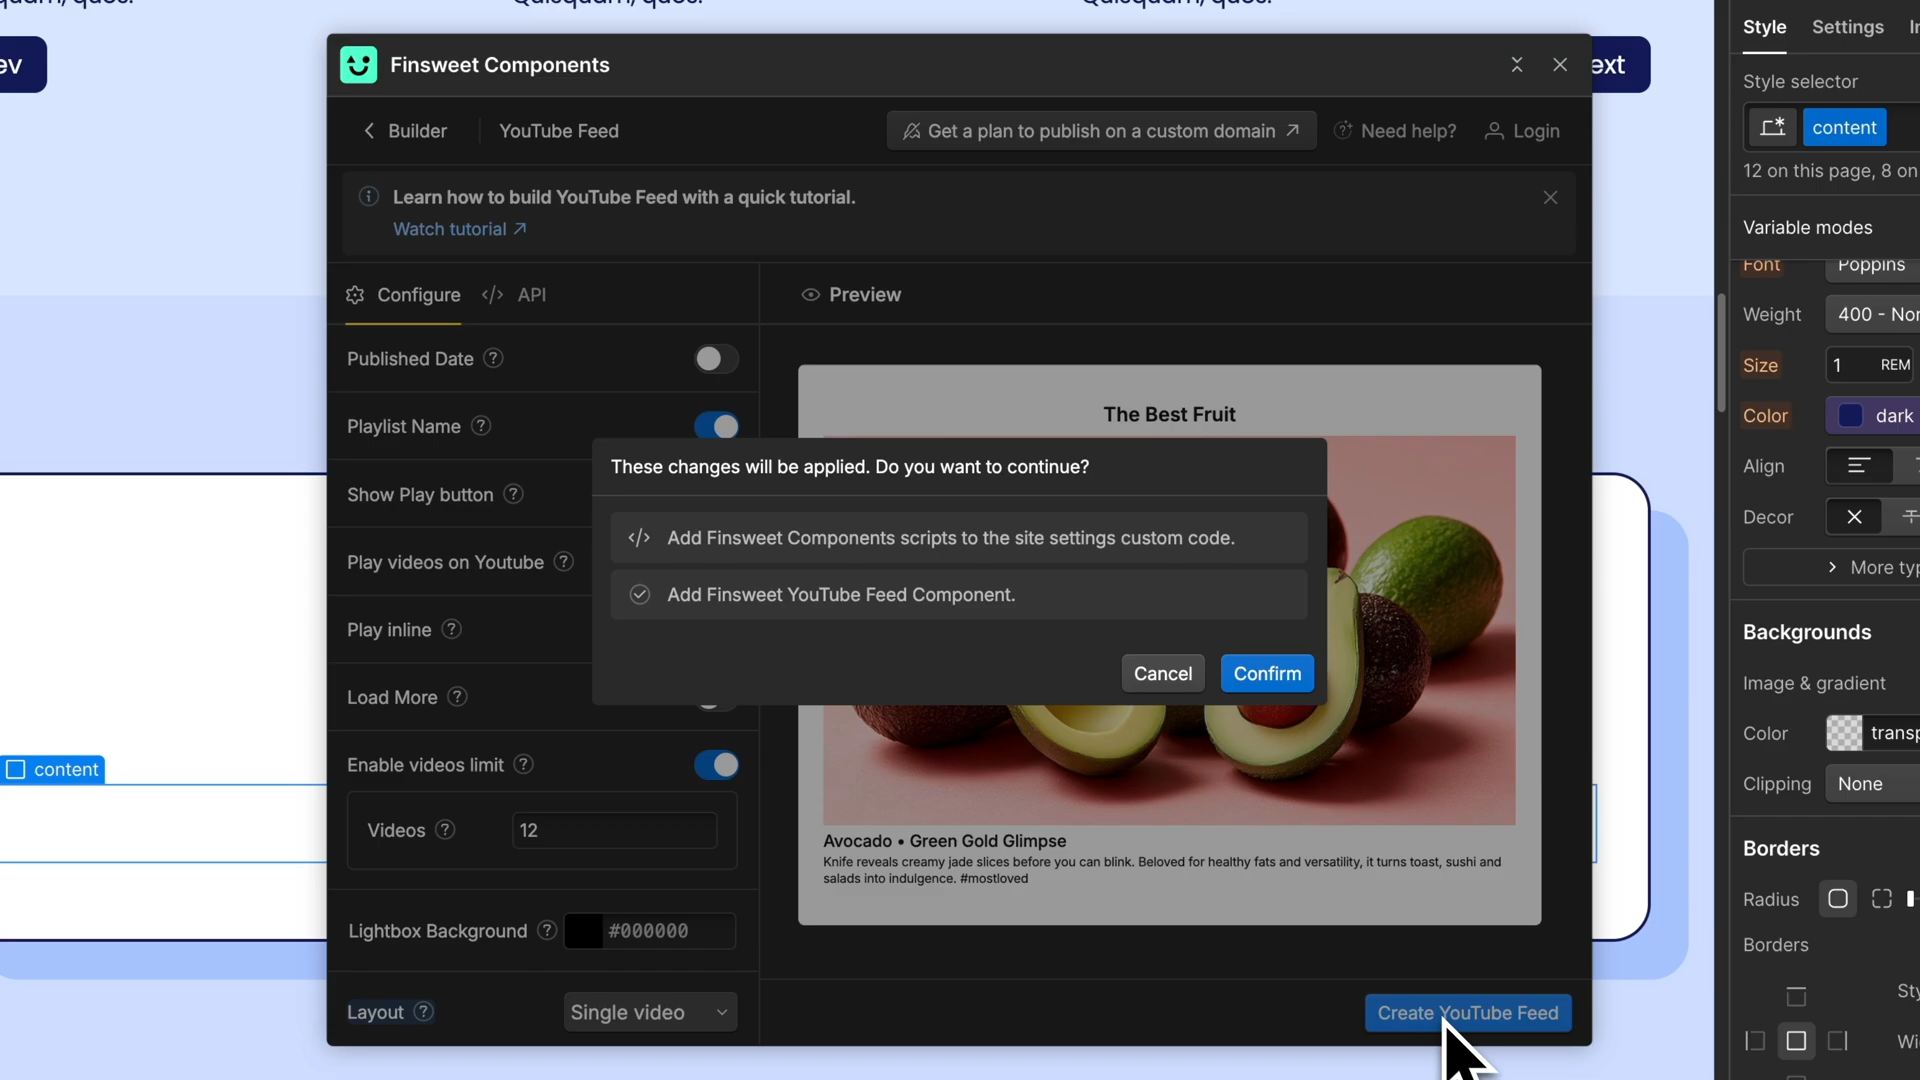 Finsweet Components
ext
ev
Builder
YouTube Feed
Get a plan to publish on a custom domain
Need help?
Login
Learn how to build YouTube Feed with a quick tutorial.
Watch tutorial
Configure
</> API
Preview
Published Date
Playlist Name
Show Play button
Play videos on Youtube
Play inline
Load More
Enable videos limit
Videos
12
Lightbox Background
#000000
Layout
Single video
The Best Fruit
These changes will be applied. Do you want to continue?
</> Add Finsweet Components scripts to the site settings custom code.
Add Finsweet YouTube Feed Component.
Cancel
Confirm
Avocado • Green Gold Glimpse
Knife reveals creamy jade slices before you can blink. Beloved for healthy fats and versatility, it turns toast, sushi and
salads into indulgence. #mostloved
Create YouTube Feed
content
Style
Settings
Style selector
content
12 on this page, 8 on
Variable modes
Font
Poppins
Weight
400 - Nor
Size
1 REM
Color
dark
Align
Decor
More typ
Backgrounds
Image & gradient
Color
transp
Clipping
None
Borders
Radius
Borders
Sty
Wi